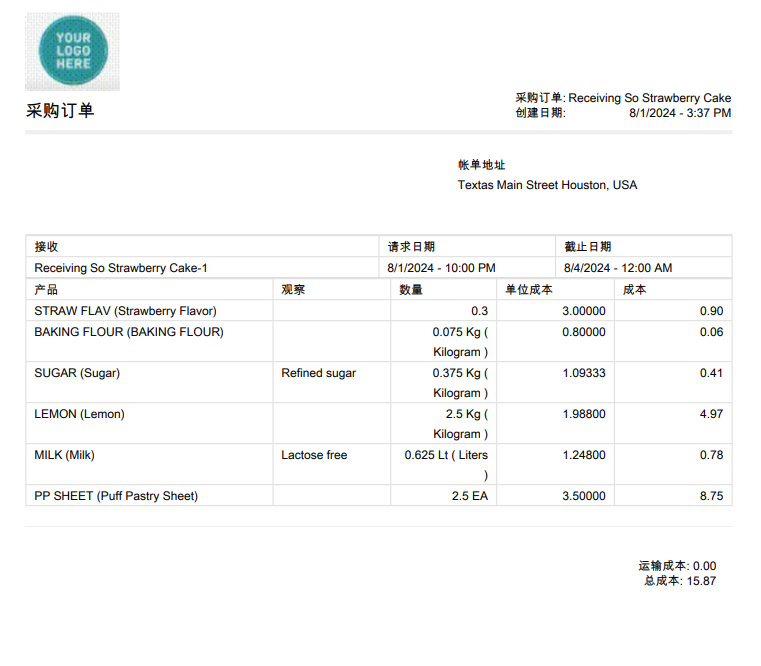 YOUR
LOGO
HERE
采购订单
采购订单: Receiving So Strawberry Cake
创建日期: 8/1/2024 - 3:37 PM
帐单地址
Textas Main Street Houston, USA
接收 请求日期 截止日期
Receiving So Strawberry Cake-1 8/1/2024 - 10:00 PM 8/4/2024 - 12:00 AM
产品 观察 数量 单位成本 成本
STRAW FLAV (Strawberry Flavor) 0.3 3.00000 0.90
BAKING FLOUR (BAKING FLOUR) 0.075 Kg ( 0.80000 0.06
Kilogram )
SUGAR (Sugar) Refined sugar 0.375 Kg ( 1.09333 0.41
Kilogram )
LEMON (Lemon) 2.5 Kg ( 1.98800 4.97
Kilogram )
MILK (Milk) Lactose free 0.625 Lt ( Liters 1.24800 0.78
)
PP SHEET (Puff Pastry Sheet) 2.5 EA 3.50000 8.75
运输成本: 0.00
总成本: 15.87